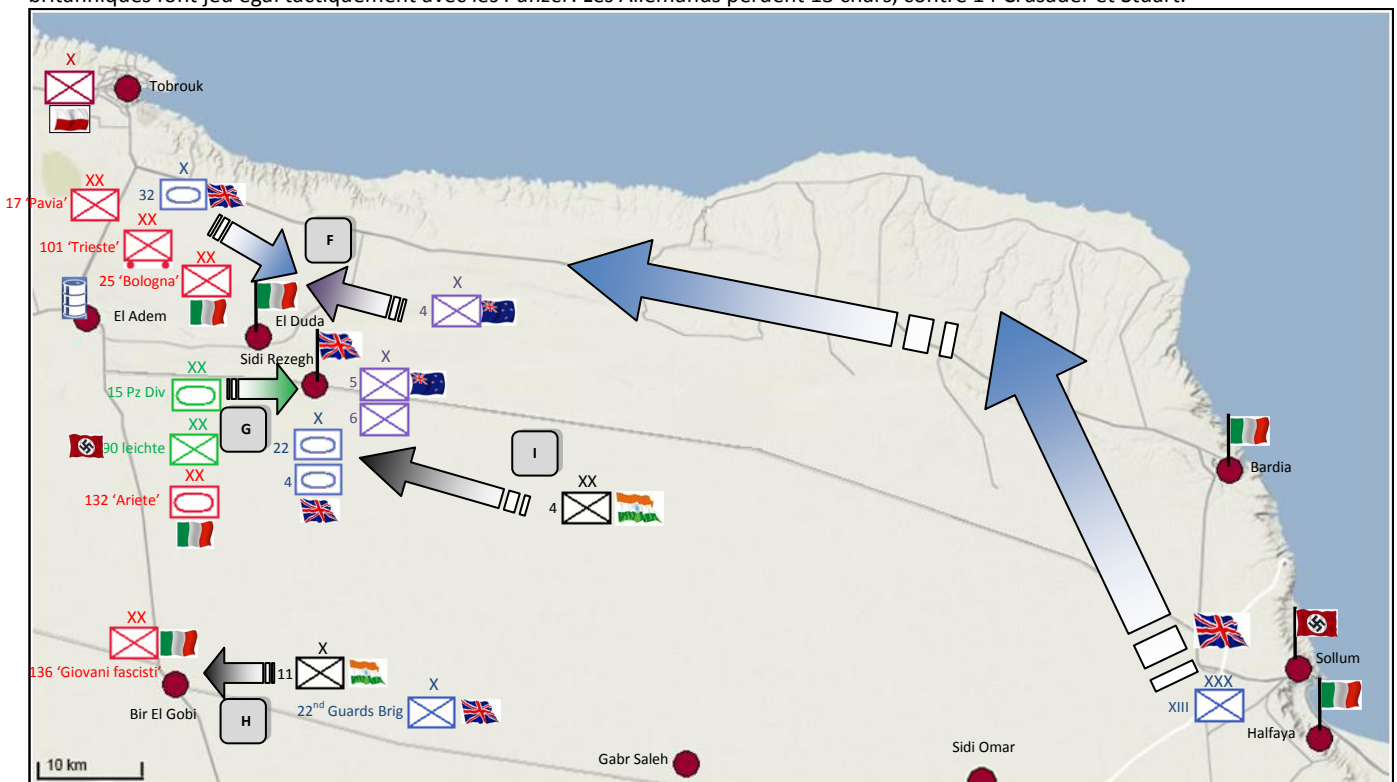 britanniques font jeu égal tactiquement avec les Panzer. Les Allemands perdent 15 chars, contre 14 Crusader et Stuart.
X
Tobrouk
XX
17 ‘Pavia’
X
32
XX
101 ‘Trieste’
XX
25 ‘Bologna’
F
X
4
El Adem
El Duda
Sidi Rezegh
XX
15 Pz Div
X
5
6
G
XX
90 leichte
X
22
4
I
XX
4
XX
132 ‘Ariete’
Bardia
XX
136 ‘Giovani fascisti’
X
11
Bir El Gobi
H
X
22nd Guards Brig
XXX
XIII
Sollum
Halfaya
Gabr Saleh
Sidi Omar
10 km